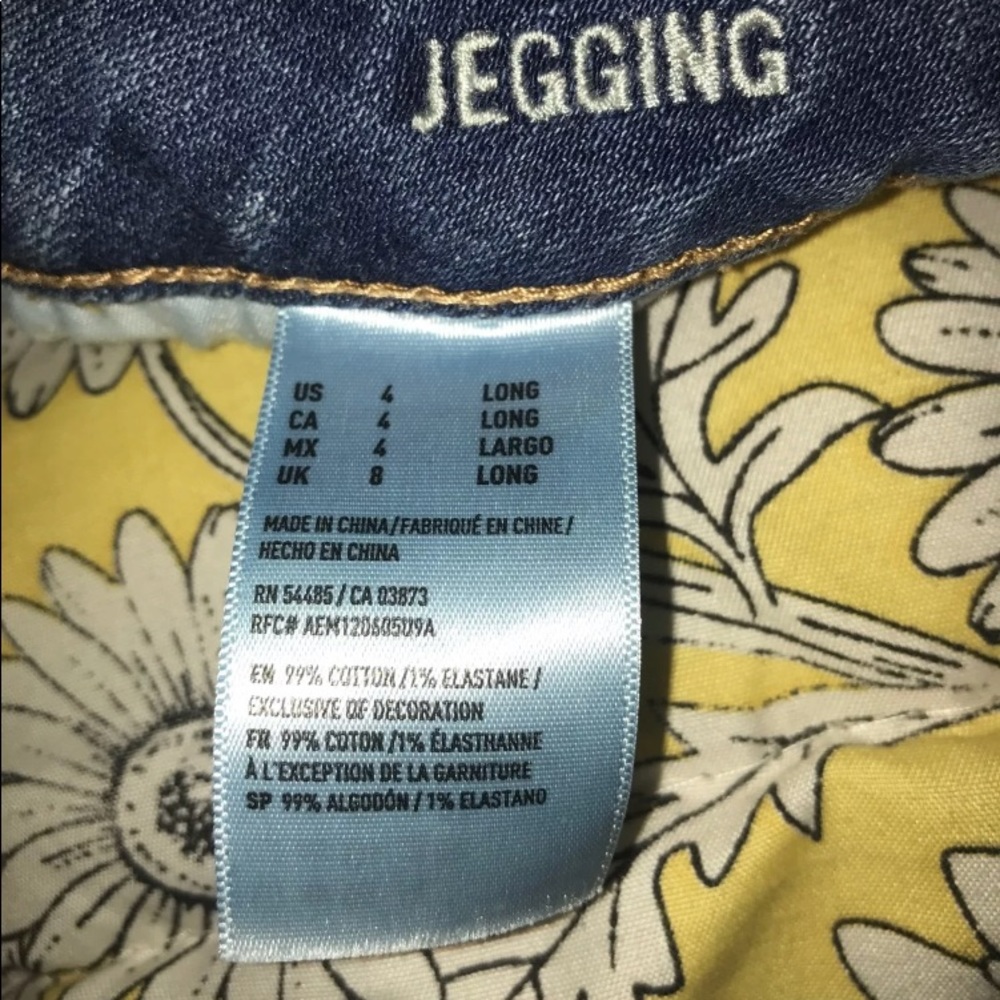 JEGGING
US 4 LONG
CA 4 LONG
MX 4 LARGO
UK 8 LONG
MADE IN CHINA/FABRIQUÉ EN CHINE/
HECHO EN CHINA
RN 54485 / CA 03873
RFC# AEM120605U9A
EN 99% COTTON/1% ELASTANE /
EXCLUSIVE OF DECORATION
FR 99% COTON /1% ÉLASTHANNE
À L'EXCEPTION DE LA GARNITURE
SP 99% ALGODÓN / 1% ELASTANO